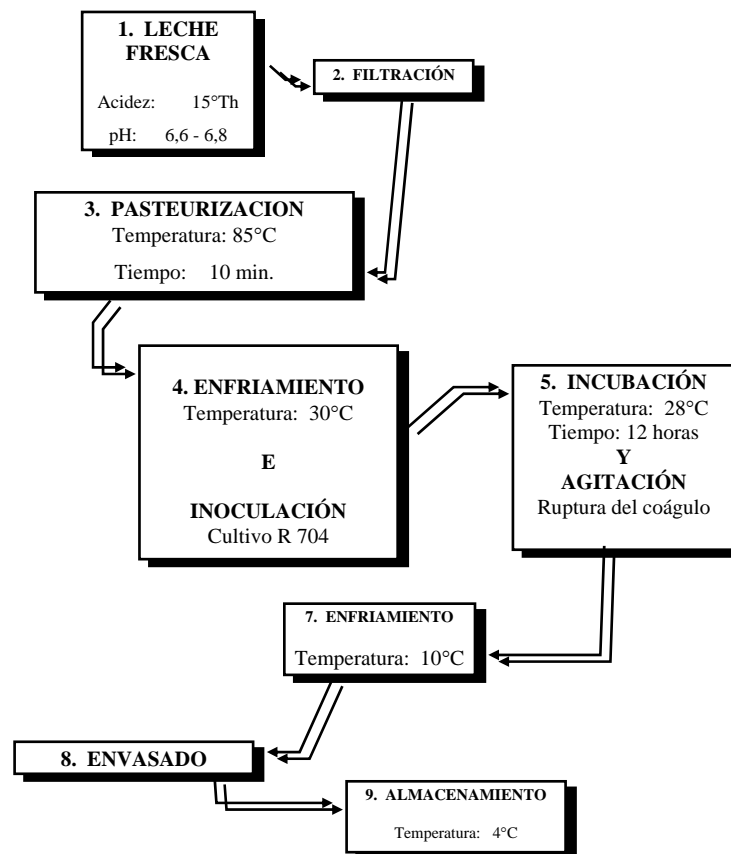 1. LECHE
FRESCA
Acidez: 15°Th
pH: 6,6 - 6,8
2. FILTRACIÓN
3. PASTEURIZACION
Temperatura: 85°C
Tiempo: 10 min.
4. ENFRIAMIENTO
Temperatura: 30°C
E
INOCULACIÓN
Cultivo R 704
5. INCUBACIÓN
Temperatura: 28°C
Tiempo: 12 horas
Y
AGITACIÓN
Ruptura del coágulo
7. ENFRIAMIENTO
Temperatura: 10°C
8. ENVASADO
9. ALMACENAMIENTO
Temperatura: 4°C